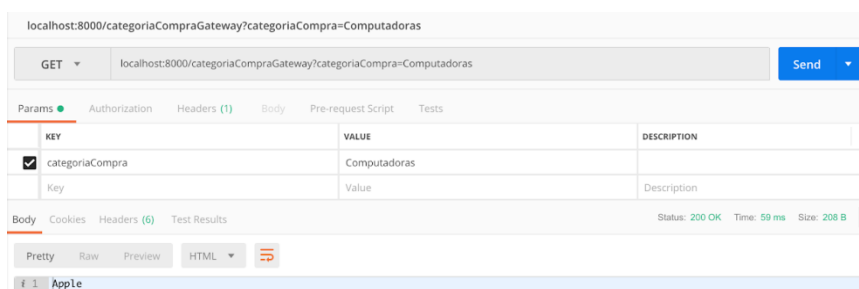 localhost:8000/categoriaCompraGateway?categoriaCompra=Computadoras
GET localhost:8000/categoriaCompraGateway?categoriaCompra=Computadoras Send
Params Authorization Headers (1) Body Pre-request Script Tests
KEY VALUE DESCRIPTION
categoriaCompra Computadoras
Key Value Description
Body Cookies Headers (6) Test Results Status: 200 OK Time: 59 ms Size: 208 B
Pretty Raw Preview HTML
i 1 Apple